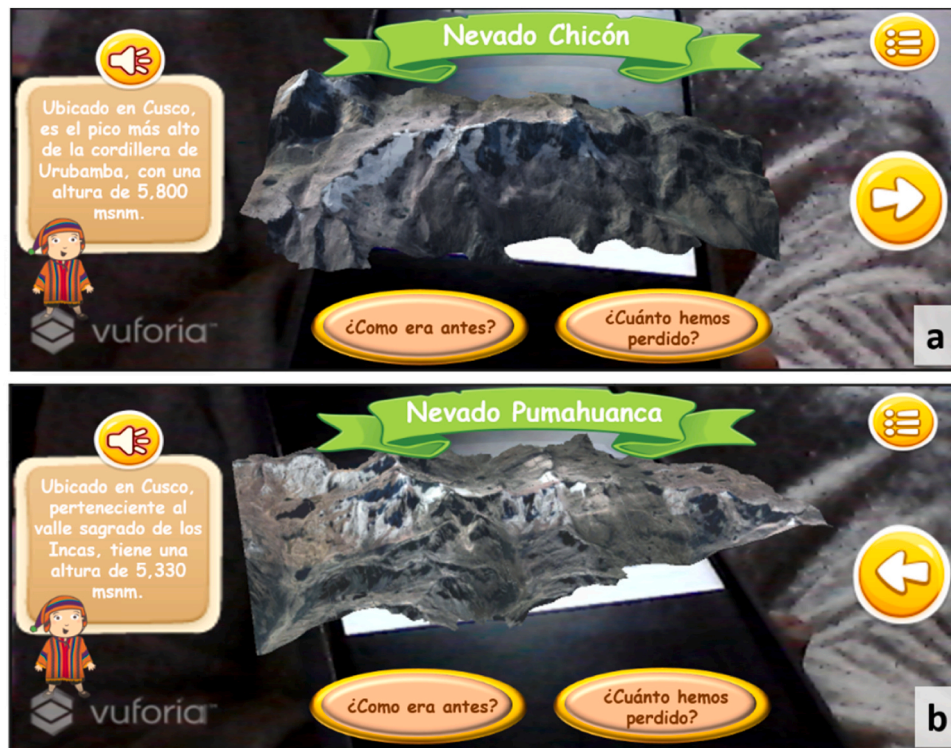 Nevado Chicón
Ubicado en Cusco,
es el pico más alto
de la cordillera de
Urubamba, con una
altura de 5,800
msnm.
vuforia™
¿Como era antes?
¿Cuánto hemos
perdido?
a
Nevado Pumahuanca
Ubicado en Cusco,
perteneciente al
valle sagrado de los
Incas, tiene una
altura de 5,330
msnm.
vuforia™
¿Como era antes?
¿Cuánto hemos
perdido?
b